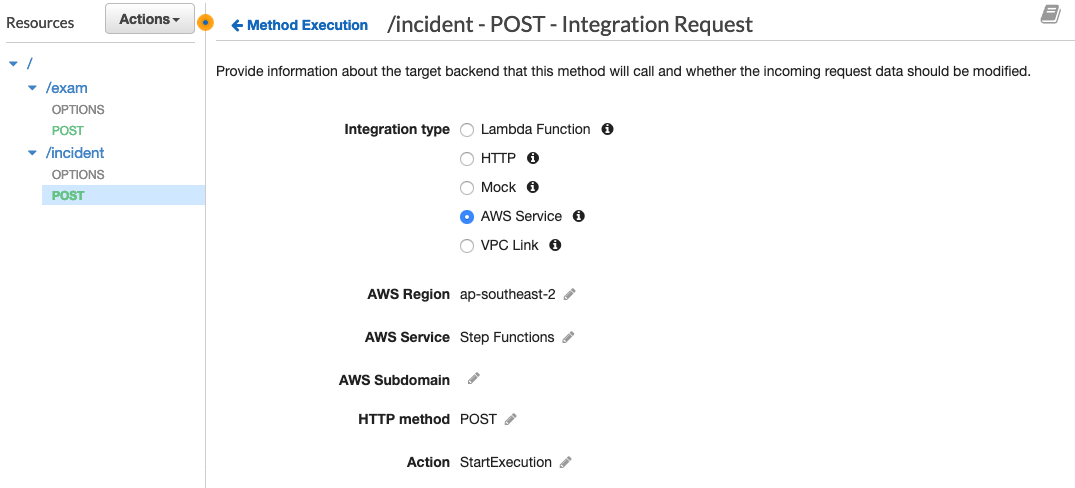 Resources
Actions
/
/exam
OPTIONS
POST
/incident
OPTIONS
POST
Method Execution /incident - POST - Integration Request
Provide information about the target backend that this method will call and whether the incoming request data should be modified.
Integration type Lambda Function
HTTP
Mock
AWS Service
VPC Link
AWS Region ap-southeast-2
AWS Service Step Functions
AWS Subdomain
HTTP method POST
Action StartExecution